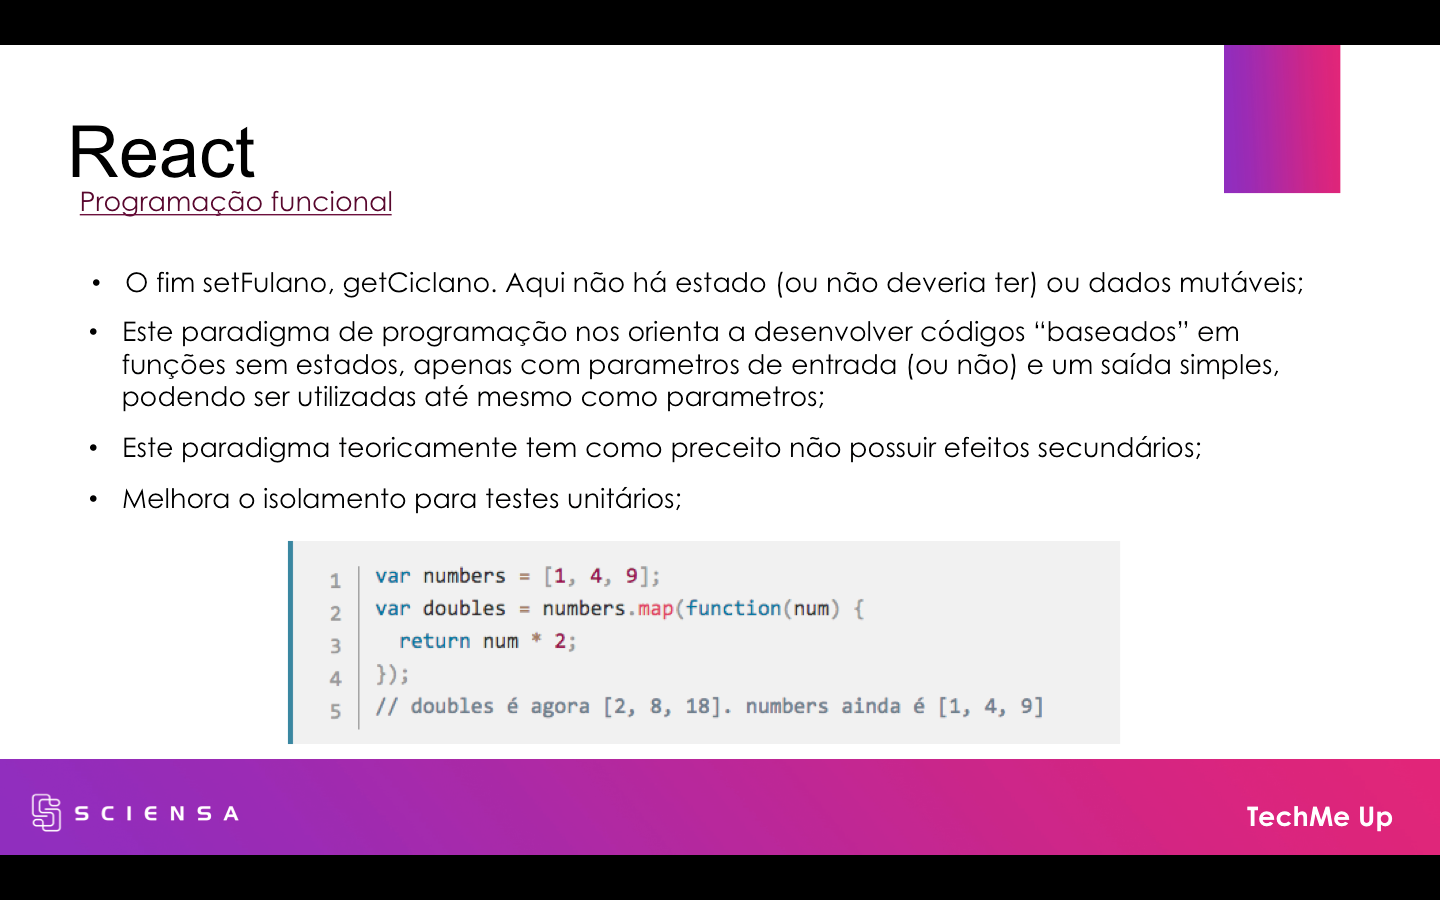 React
Programação funcional
• O fim setFulano, getCiclano. Aqui não há estado (ou não deveria ter) ou dados mutáveis;
• Este paradigma de programação nos orienta a desenvolver códigos “baseados” em
funções sem estados, apenas com parametros de entrada (ou não) e um saída simples,
podendo ser utilizadas até mesmo como parametros;
• Este paradigma teoricamente tem como preceito não possuir efeitos secundários;
• Melhora o isolamento para testes unitários;
1 var numbers = [1, 4, 9];
2 var doubles = numbers.map(function(num) {
3   return num * 2;
4 });
5 // doubles é agora [2, 8, 18]. numbers ainda é [1, 4, 9]
SCIENSA
TechMe Up